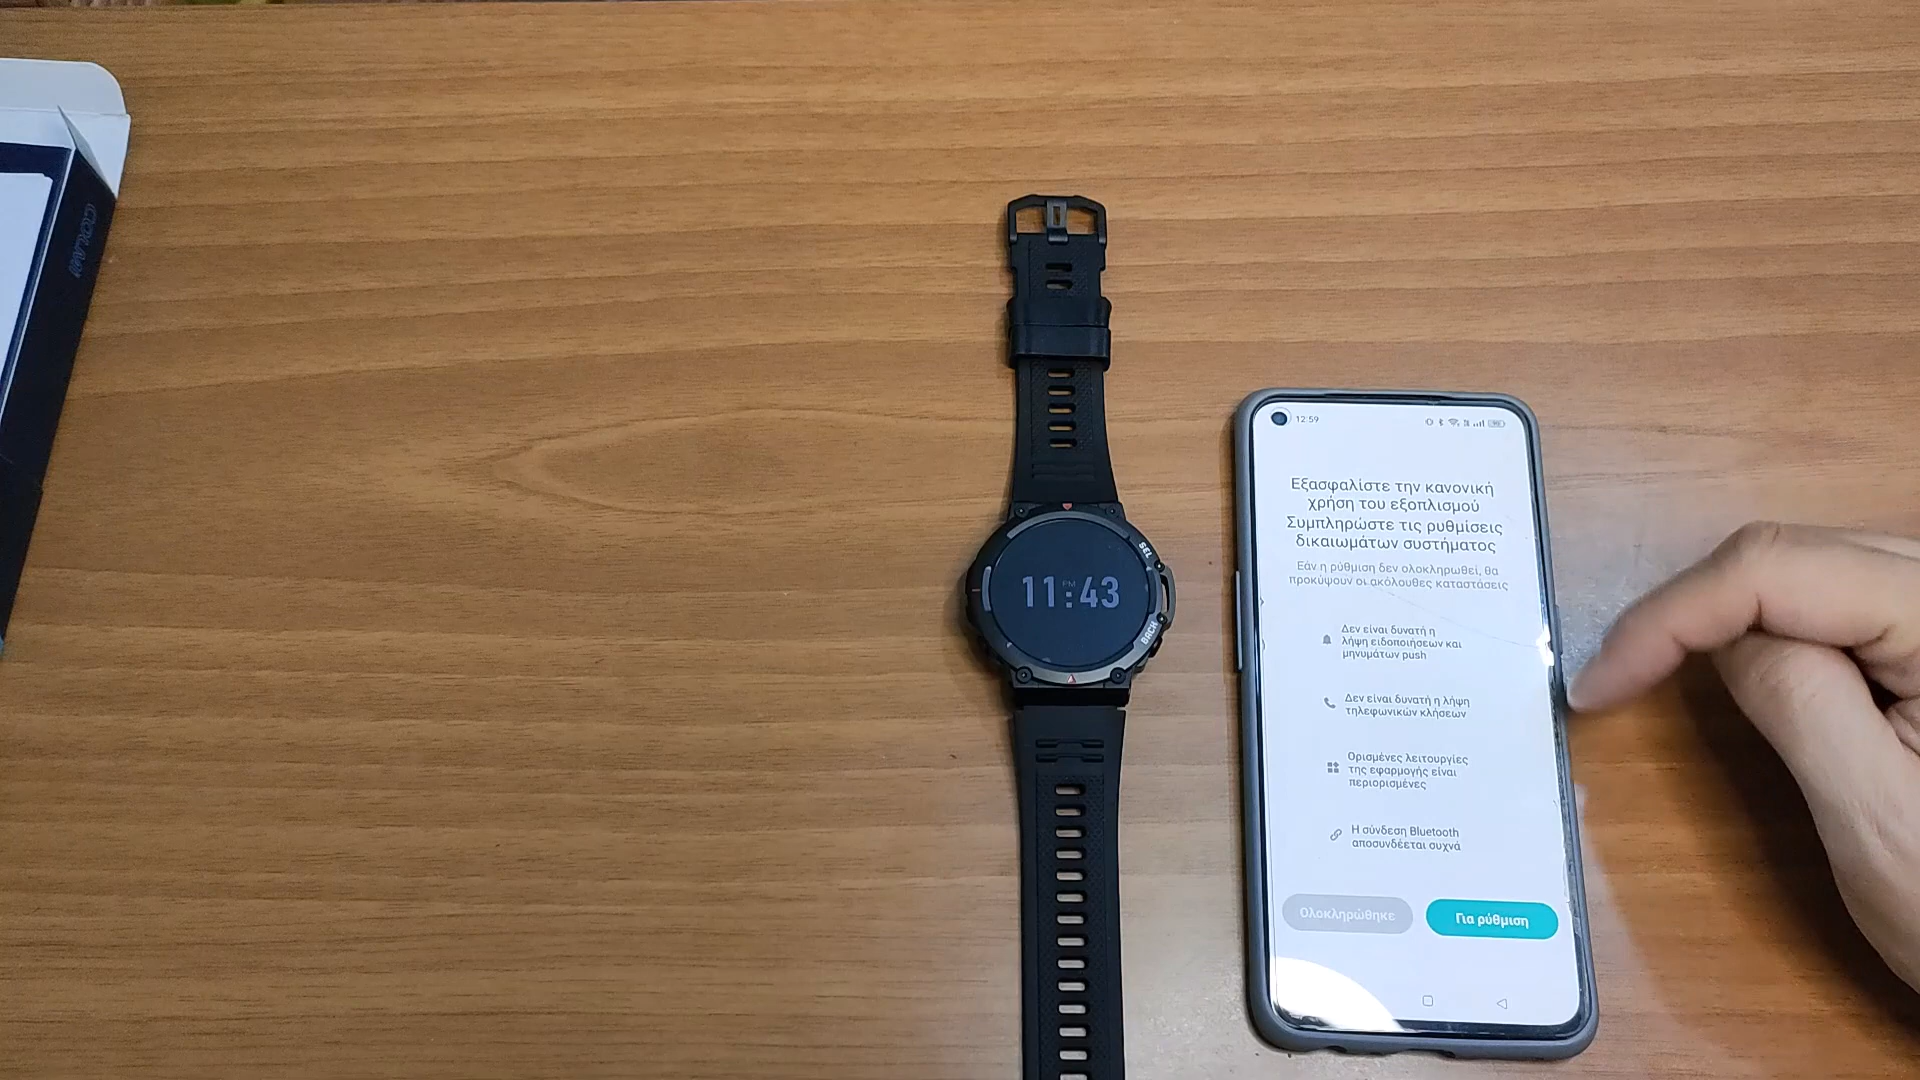 COLMI
SEL
PM
11:43
BACK
12:59
Εξασφαλίστε την κανονική
χρήση του εξοπλισμού
Συμπληρώστε τις ρυθμίσεις
δικαιωμάτων συστήματος
Εάν η ρύθμιση δεν ολοκληρωθεί, θα
προκύψουν οι ακόλουθες καταστάσεις
Δεν είναι δυνατή η
λήψη ειδοποιήσεων και
μηνυμάτων push
Δεν είναι δυνατή η λήψη
τηλεφωνικών κλήσεων
Ορισμένες λειτουργίες
της εφαρμογής είναι
περιορισμένες
Η σύνδεση Bluetooth
αποσυνδέεται συχνά
Ολοκληρώθηκε
Για ρύθμιση